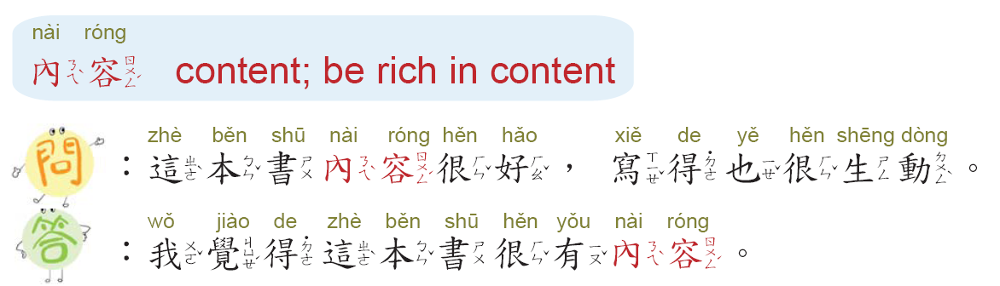 nài róng
內ㄋㄟˋ容ㄖㄨㄥˊ content; be rich in content
zhè běn shū nài róng hěn hǎo xiě de yě hěn shēng dòng
問：這ㄓㄜˋ本ㄅㄣˇ書ㄕㄨ內ㄋㄟˋ容ㄖㄨㄥˊ很ㄏㄣˇ好ㄏㄠˇ，寫ㄒㄧㄝˇ得˙ㄉㄜ也ㄧㄝˇ很ㄏㄣˇ生ㄕㄥ動ㄉㄨㄥˋ。
wǒ jiào de zhè běn shū hěn yǒu nài róng
答：我ㄨㄛˇ覺ㄐㄩㄝˊ得˙ㄉㄜ這ㄓㄜˋ本ㄅㄣˇ書ㄕㄨ很ㄏㄣˇ有ㄧㄡˇ內ㄋㄟˋ容ㄖㄨㄥˊ。